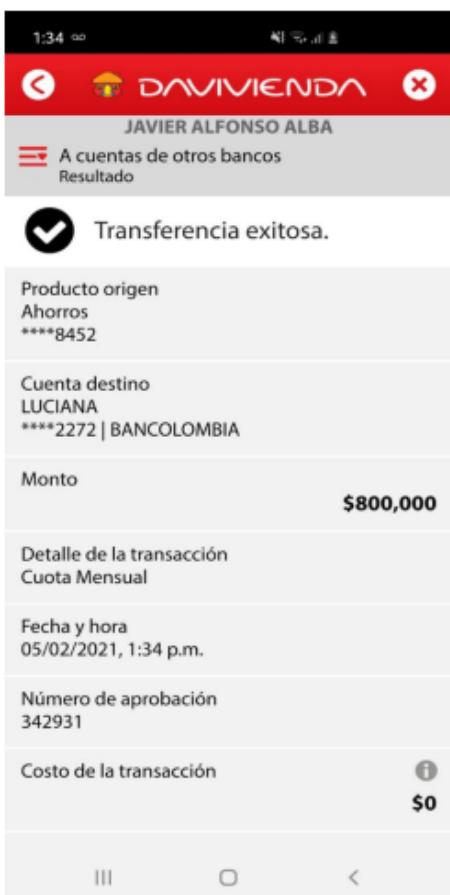 1:34
DAVIVIENDA
JAVIER ALFONSO ALBA
A cuentas de otros bancos
Resultado
Transferencia exitosa.
Producto origen
Ahorros
****8452
Cuenta destino
LUCIANA
****2272 | BANCOLOMBIA
Monto
$800,000
Detalle de la transacción
Cuota Mensual
Fecha y hora
05/02/2021, 1:34 p.m.
Número de aprobación
342931
Costo de la transacción
$0